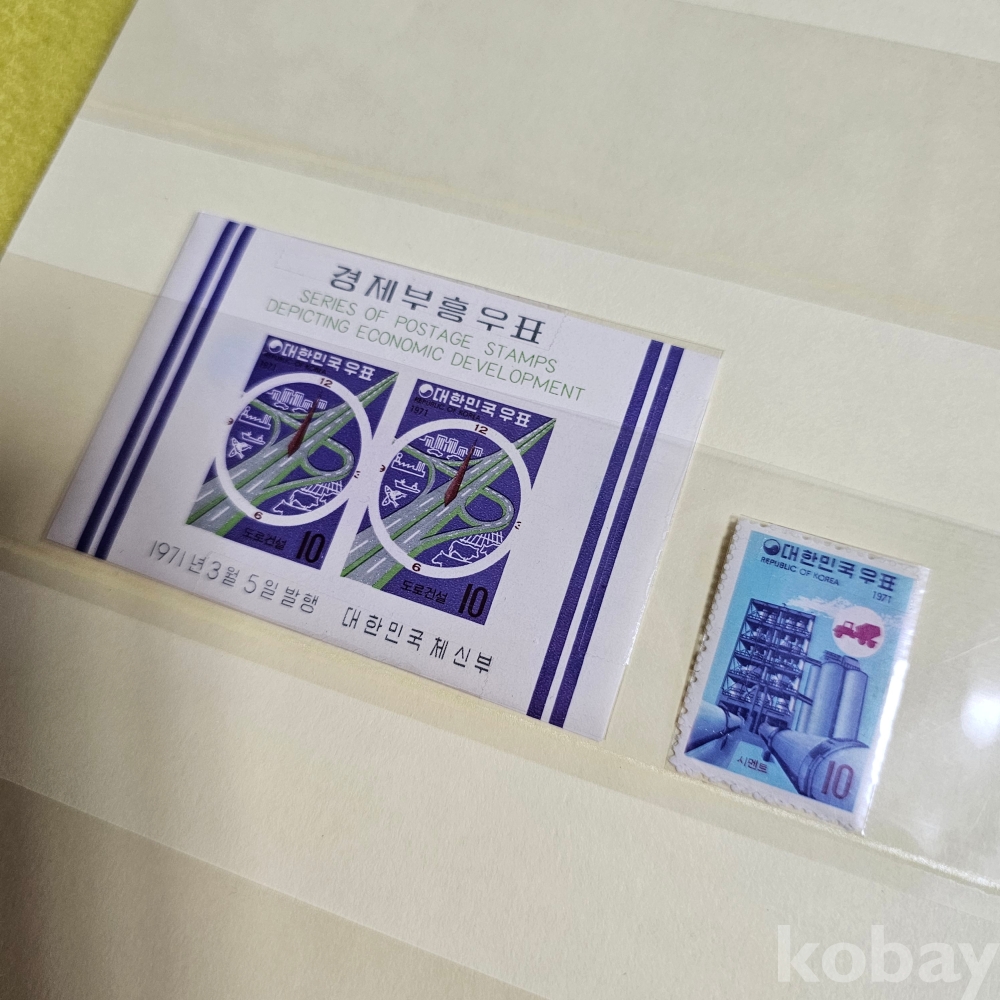 경제부흥우표
SERIES OF POSTAGE STAMPS
DEPICTING ECONOMIC DEVELOPMENT
대한민국우표
12
3
6
9
도로건설 10
대한민국우표
REPUBLIC OF KOREA
1971
12
3
6
9
도로건설 10
1971년 3월 5일 발행 대한민국체신부
대한민국우표
REPUBLIC OF KOREA
1971
시멘트 10
kobay